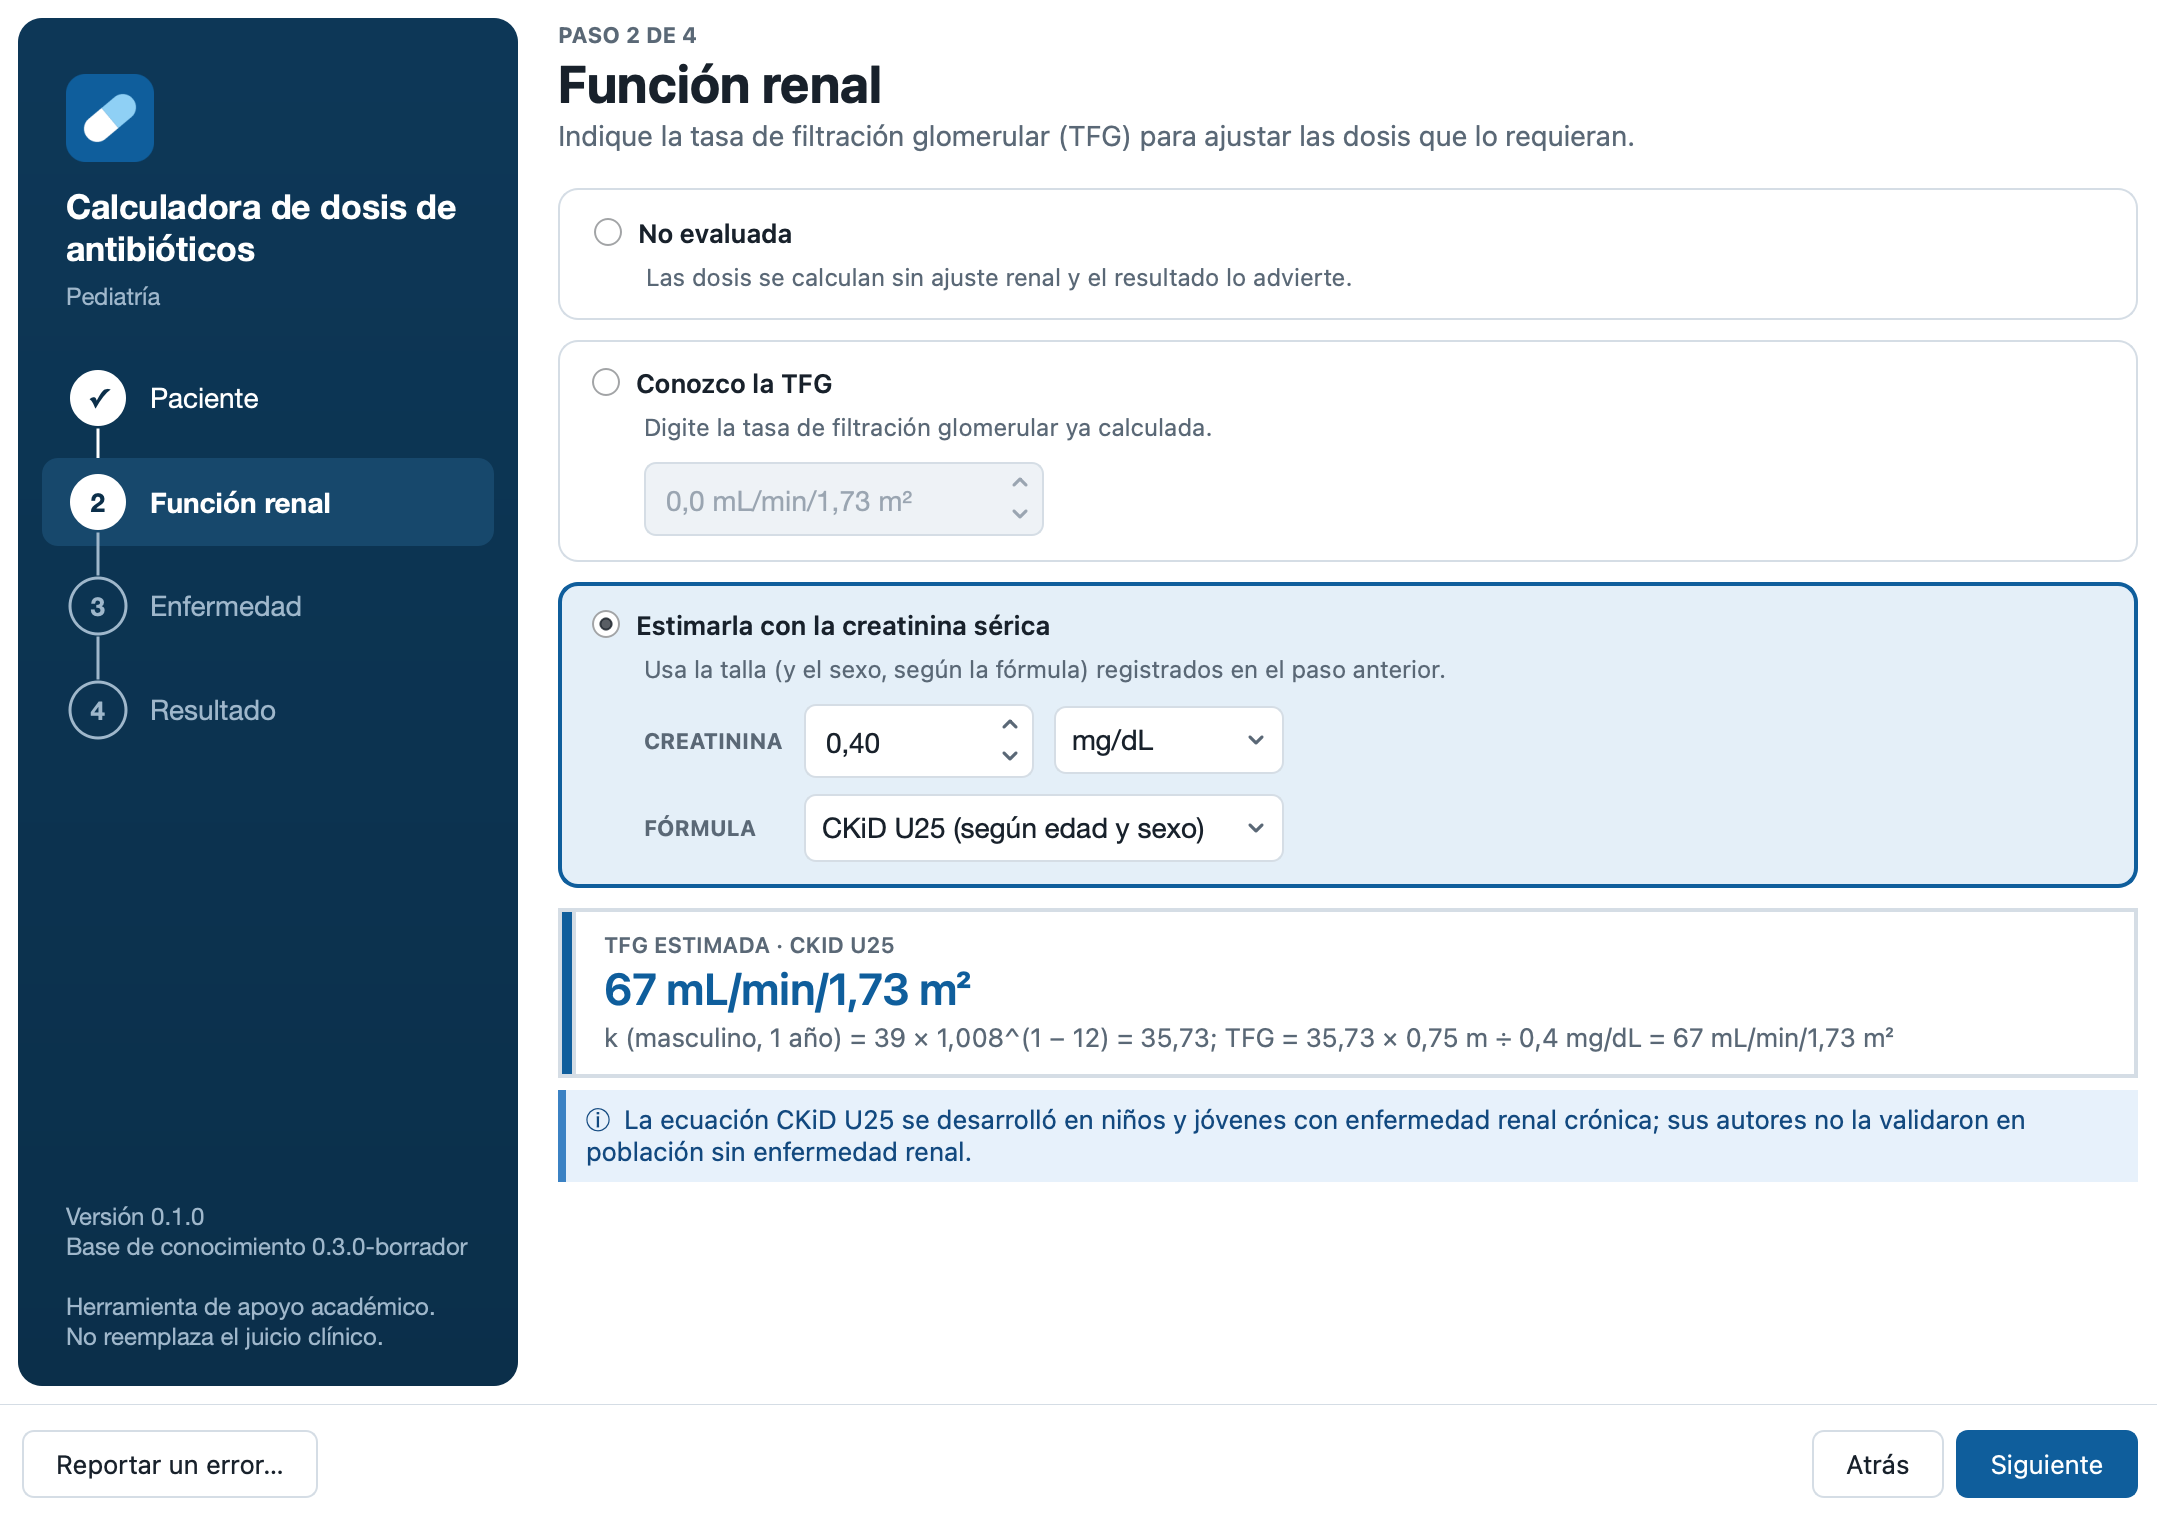 Calculadora de dosis de
antibióticos
Pediatría
✓ Paciente
2 Función renal
3 Enfermedad
4 Resultado
Versión 0.1.0
Base de conocimiento 0.3.0-borrador
Herramienta de apoyo académico.
No reemplaza el juicio clínico.
PASO 2 DE 4
Función renal
Indique la tasa de filtración glomerular (TFG) para ajustar las dosis que lo requieran.
No evaluada
Las dosis se calculan sin ajuste renal y el resultado lo advierte.
Conozco la TFG
Digite la tasa de filtración glomerular ya calculada.
0,0 mL/min/1,73 m²
Estimarla con la creatinina sérica
Usa la talla (y el sexo, según la fórmula) registrados en el paso anterior.
CREATININA 0,40 mg/dL
FÓRMULA CKiD U25 (según edad y sexo)
TFG ESTIMADA · CKID U25
67 mL/min/1,73 m²
k (masculino, 1 año) = 39 × 1,008^(1 – 12) = 35,73; TFG = 35,73 × 0,75 m ÷ 0,4 mg/dL = 67 mL/min/1,73 m²
ⓘ La ecuación CKiD U25 se desarrolló en niños y jóvenes con enfermedad renal crónica; sus autores no la validaron en
población sin enfermedad renal.
Reportar un error...
Atrás
Siguiente